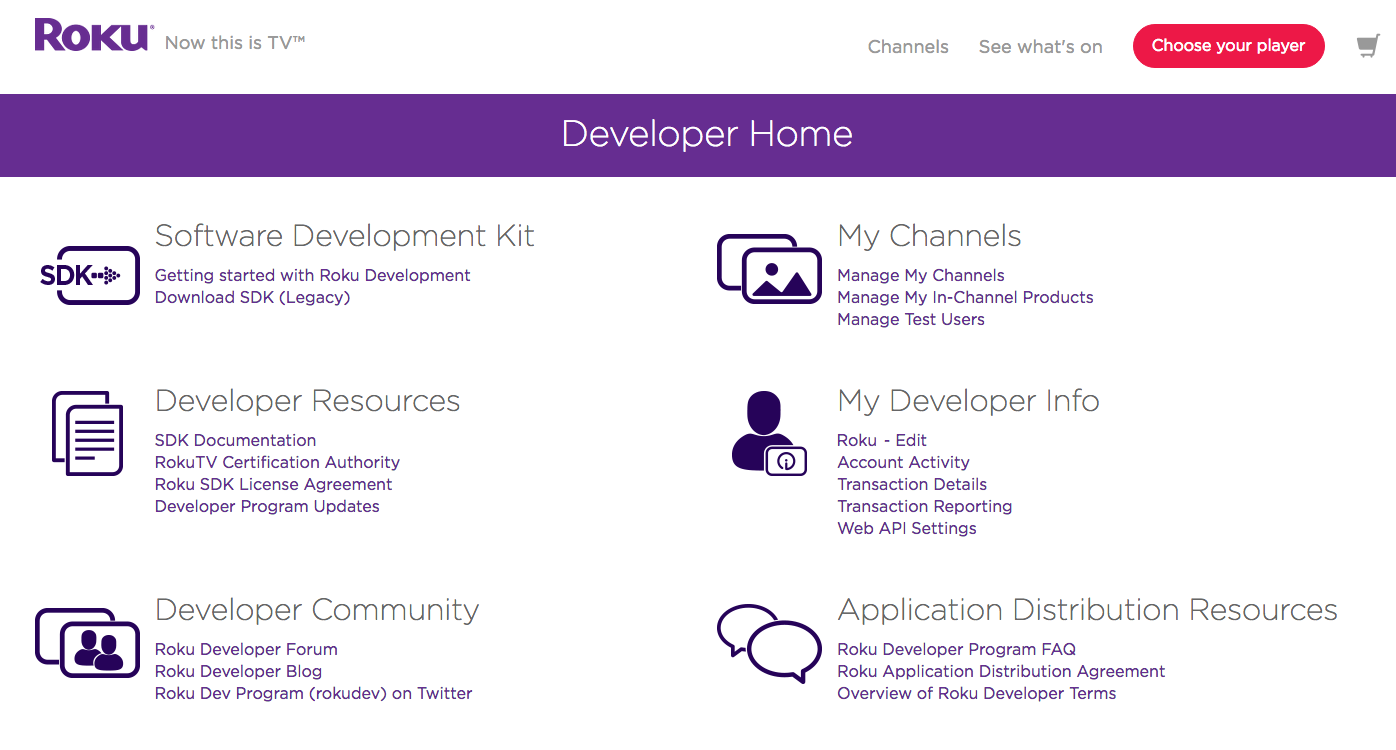 Roku® Now this is TV™
Channels See what's on Choose your player
Developer Home
Software Development Kit
SDK
Getting started with Roku Development
Download SDK (Legacy)
My Channels
Manage My Channels
Manage My In-Channel Products
Manage Test Users
Developer Resources
SDK Documentation
RokuTV Certification Authority
Roku SDK License Agreement
Developer Program Updates
My Developer Info
Roku - Edit
Account Activity
Transaction Details
Transaction Reporting
Web API Settings
Developer Community
Roku Developer Forum
Roku Developer Blog
Roku Dev Program (rokudev) on Twitter
Application Distribution Resources
Roku Developer Program FAQ
Roku Application Distribution Agreement
Overview of Roku Developer Terms